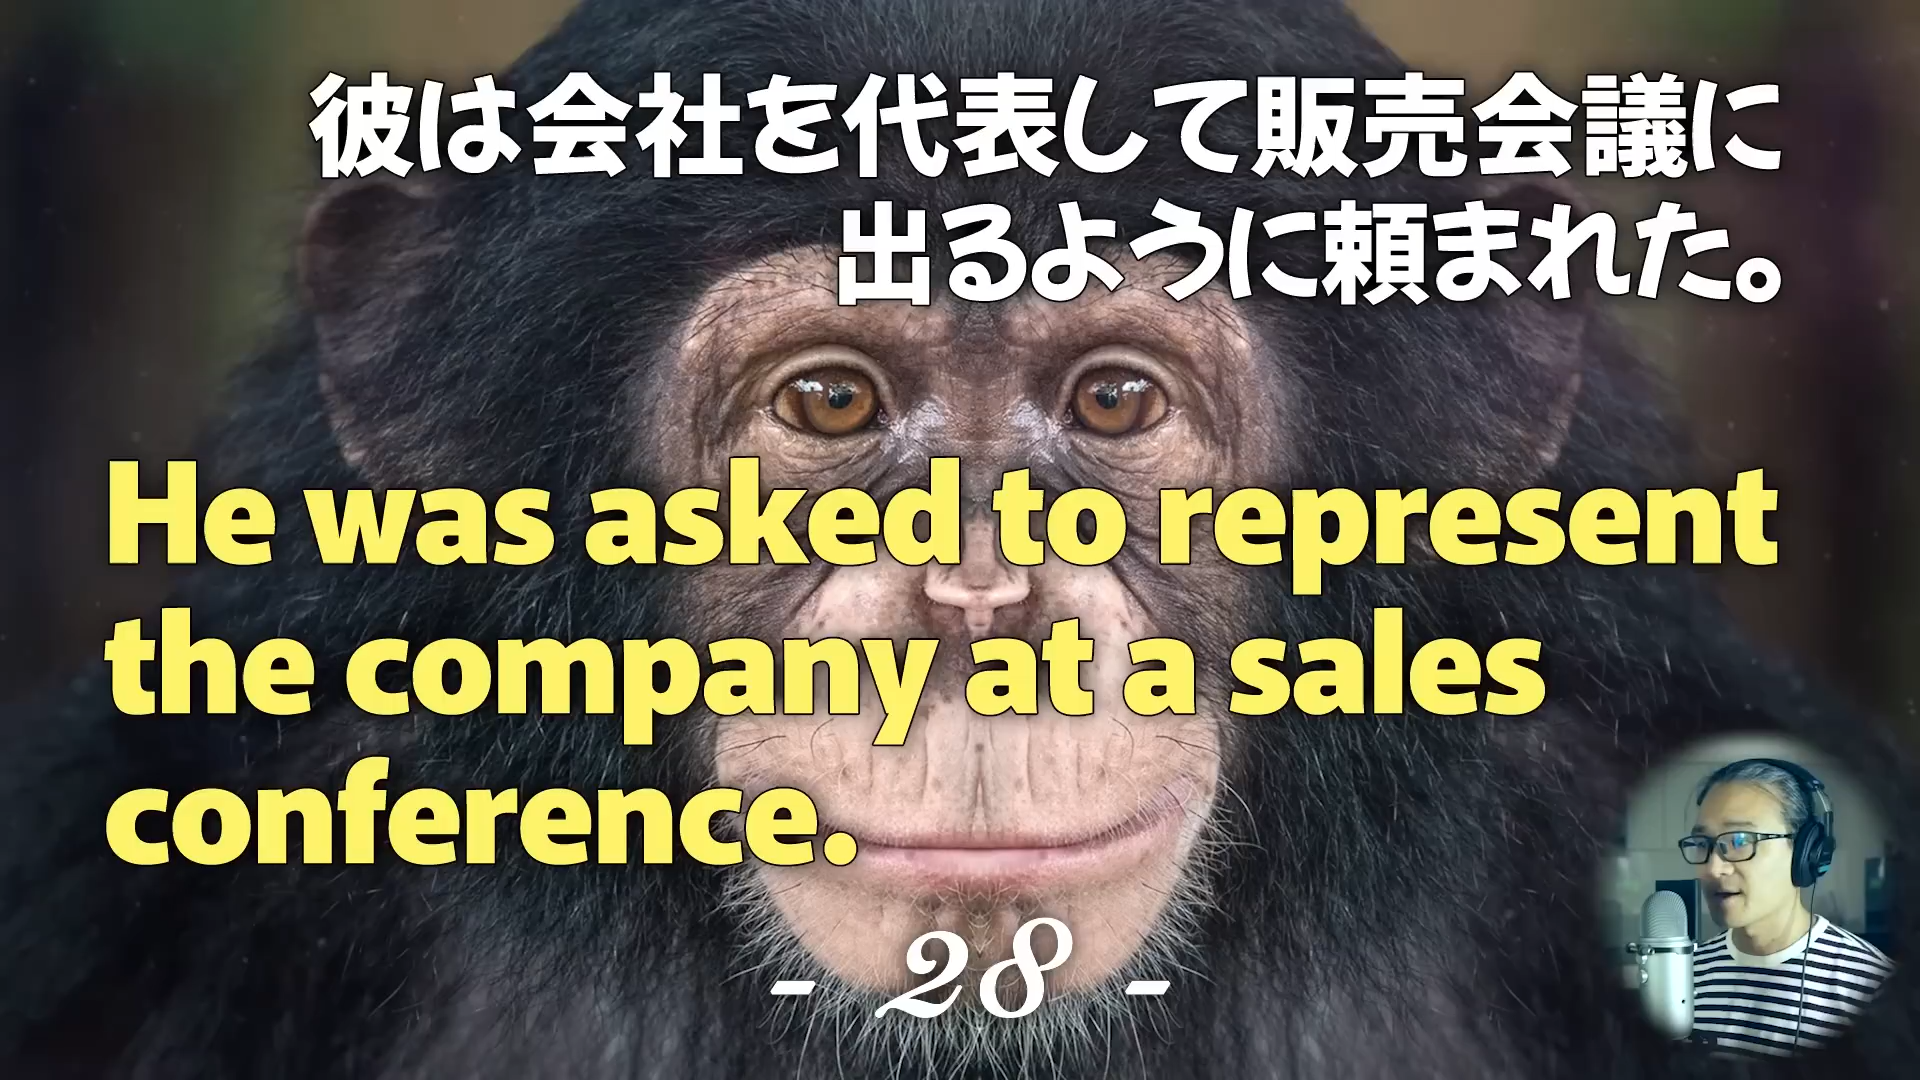 彼は会社を代表して販売会議に
出るように頼まれた。
He was asked to represent
the company at a sales
conference.
- 28 -